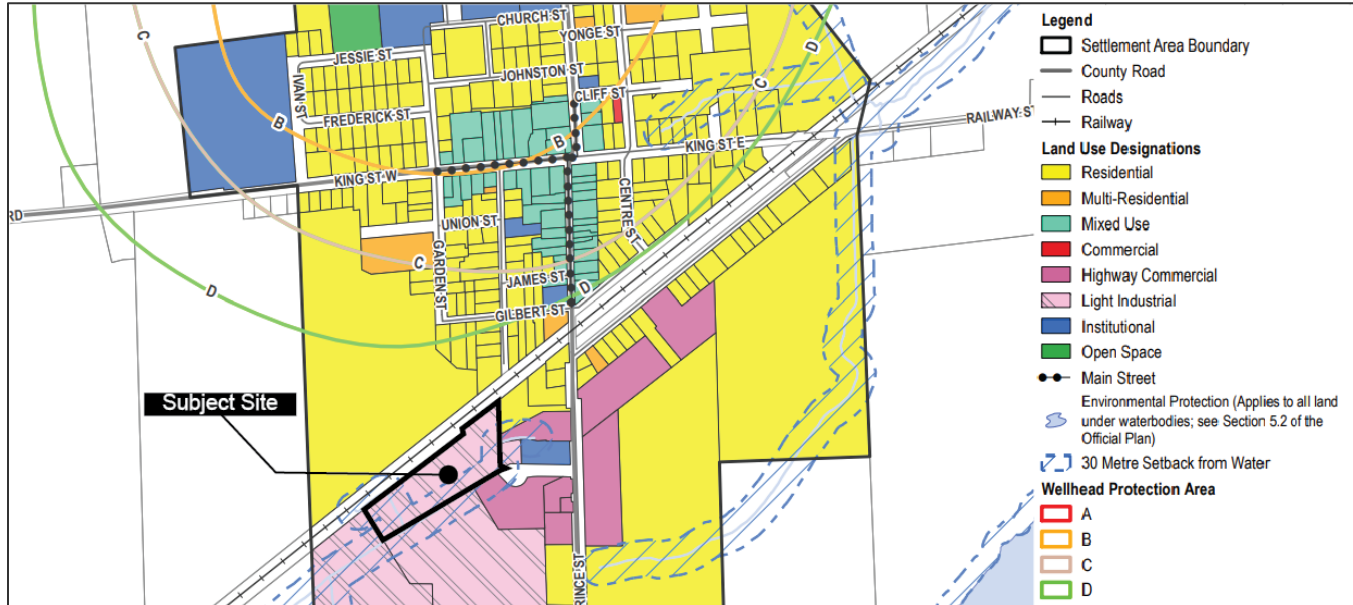 CHURCH ST
YONGE ST
JESSIE ST
JOHNSTON ST
IVAN ST
CLIFF ST
FREDERICK ST
C
D
C
B
B
KING ST E
RAILWAY ST
KING ST W
RD
CENTRE ST
UNION ST
GARDEN ST
C
JAMES ST
D
D
GILBERT ST
Subject Site
PRINCE ST
Legend
Settlement Area Boundary
County Road
Roads
Railway
Land Use Designations
Residential
Multi-Residential
Mixed Use
Commercial
Highway Commercial
Light Industrial
Institutional
Open Space
Main Street
Environmental Protection (Applies to all land
under waterbodies; see Section 5.2 of the
Official Plan)
30 Metre Setback from Water
Wellhead Protection Area
A
B
C
D